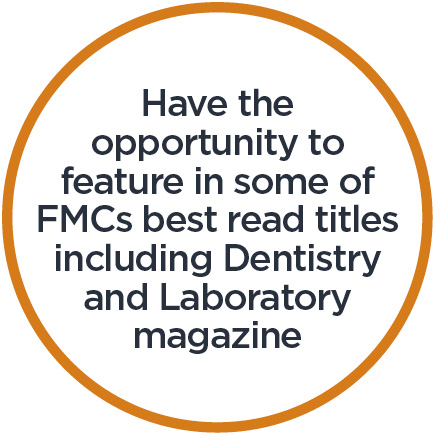 Have the
opportunity to
feature in some of
FMCs best read titles
including Dentistry
and Laboratory
magazine